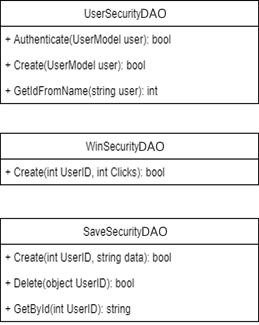 UserSecurityDAO
+ Authenticate(UserModel user): bool
+ Create(UserModel user): bool
+ GetIdFromName(string user): int
WinSecurityDAO
+ Create(int UserID, int Clicks): bool
SaveSecurityDAO
+ Create(int UserID, string data): bool
+ Delete(object UserID): bool
+ GetById(int UserID): string